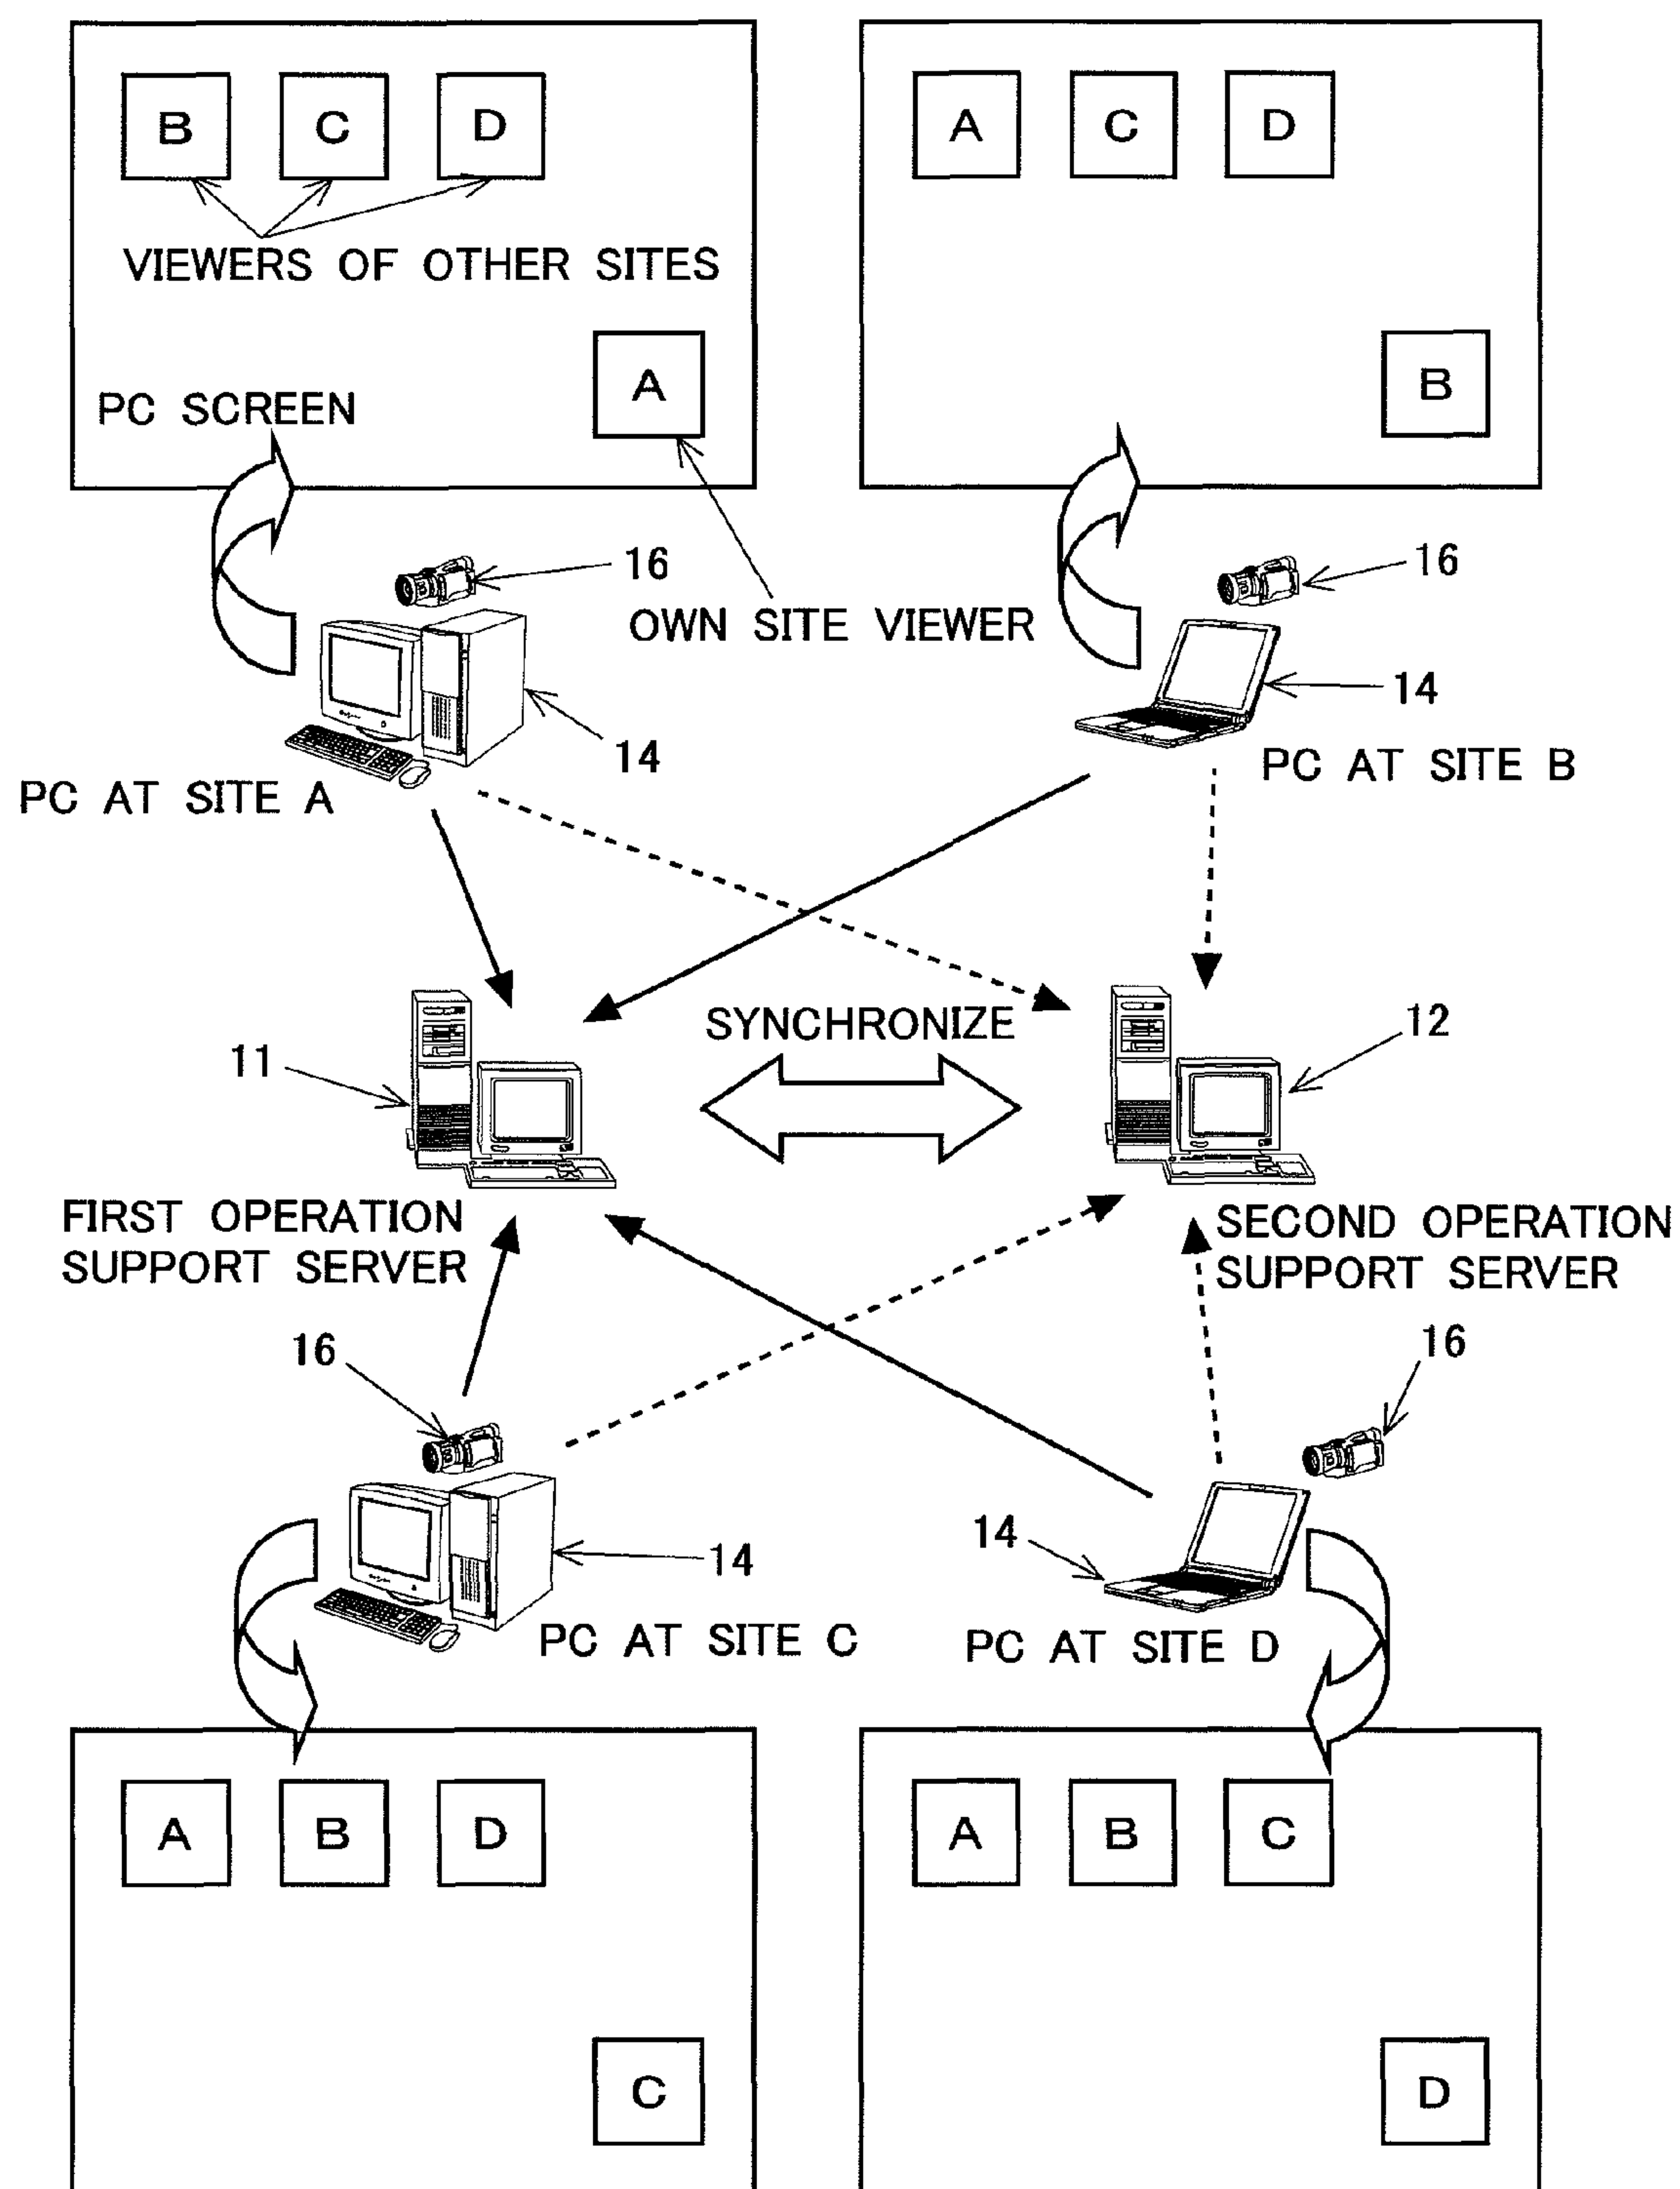 B C D
A C D
VIEWERS OF OTHER SITES
A
B
PC SCREEN
16
16
OWN SITE VIEWER
14
14
PC AT SITE B
PC AT SITE A
SYNCHRONIZE
12
11
FIRST OPERATION
SUPPORT SERVER
SECOND OPERATION
SUPPORT SERVER
16
16
14
14
PC AT SITE C
PC AT SITE D
A B D
A B C
C
D